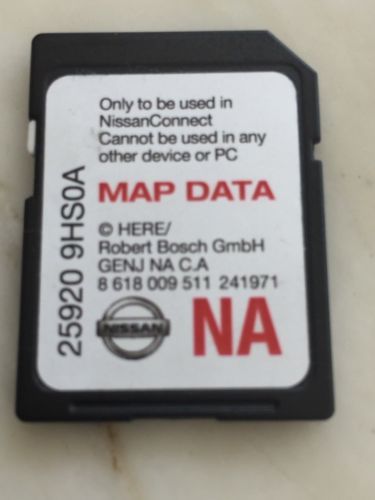 Only to be used in
NissanConnect
Cannot be used in any
other device or PC
MAP DATA
© HERE/
Robert Bosch GmbH
GENJ NA C.A
8 618 009 511 241971
25920 9HS0A
NISSAN
NA